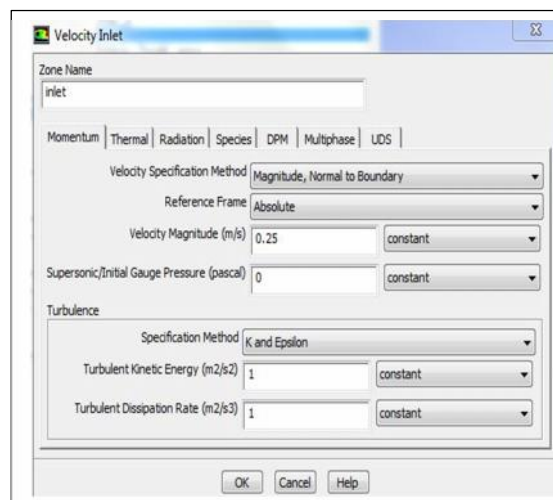 Velocity Inlet
Zone Name
inlet
Momentum Thermal Radiation Species DPM Multiphase UDS
Velocity Specification Method Magnitude, Normal to Boundary
Reference Frame Absolute
Velocity Magnitude (m/s) 0.25 constant
Supersonic/Initial Gauge Pressure (pascal) 0 constant
Turbulence
Specification Method K and Epsilon
Turbulent Kinetic Energy (m2/s2) 1 constant
Turbulent Dissipation Rate (m2/s3) 1 constant
OK Cancel Help